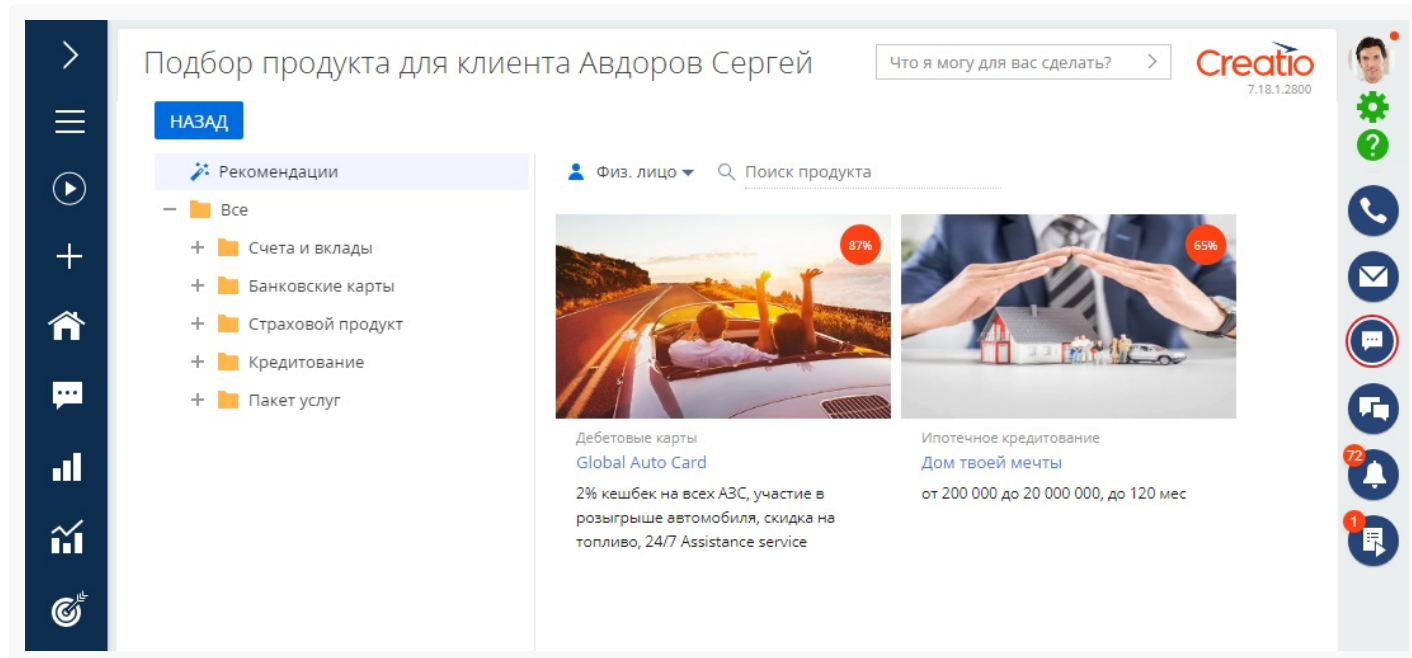 Подбор продукта для клиента Авдоров Сергей
Что я могу для вас сделать?
Creatio
7.18.1.2800
НАЗАД
Рекомендации
Все
Счета и вклады
Банковские карты
Страховой продукт
Кредитование
Пакет услуг
Физ. лицо
Поиск продукта
87%
Дебетовые карты
Global Auto Card
2% кешбек на всех АЗС, участие в
розыгрыше автомобиля, скидка на
топливо, 24/7 Assistance service
65%
Ипотечное кредитование
Дом твоей мечты
от 200 000 до 20 000 000, до 120 мес
72
1